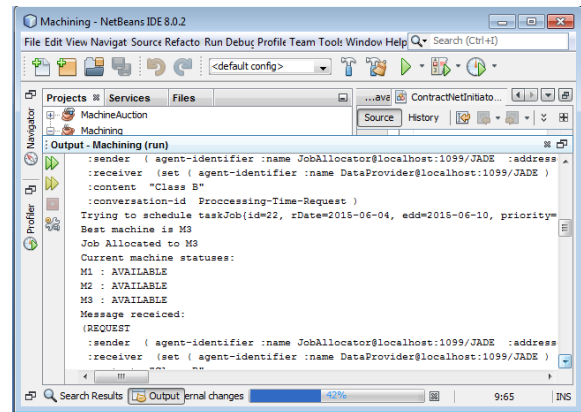 Machining - NetBeans IDE 8.0.2
File Edit View Navigat Source Refacto Run Debug Profile Team Tools Window Help Search (Ctrl+I)
<default config>
Projects Services Files
...ava ContractNetInitiato...
MachineAuction
Source History
Machining
Navigator
Profiler
Output - Machining (run)
:sender ( agent-identifier :name JobAllocator@localhost:1099/JADE :address
:receiver (set ( agent-identifier :name DataProvider@localhost:1099/JADE )
:content "Class B"
:conversation-id Proccessing-Time-Request )
Trying to schedule taskJob{id=22, rDate=2015-06-04, edd=2015-06-10, priority=
Best machine is M3
Job Allocated to M3
Current machine statuses:
M1 : AVAILABLE
M2 : AVAILABLE
M3 : AVAILABLE
Message receiced:
(REQUEST
:sender ( agent-identifier :name JobAllocator@localhost:1099/JADE :address
:receiver (set ( agent-identifier :name DataProvider@localhost:1099/JADE )
Search Results Output ernal changes 42% 9:65 INS